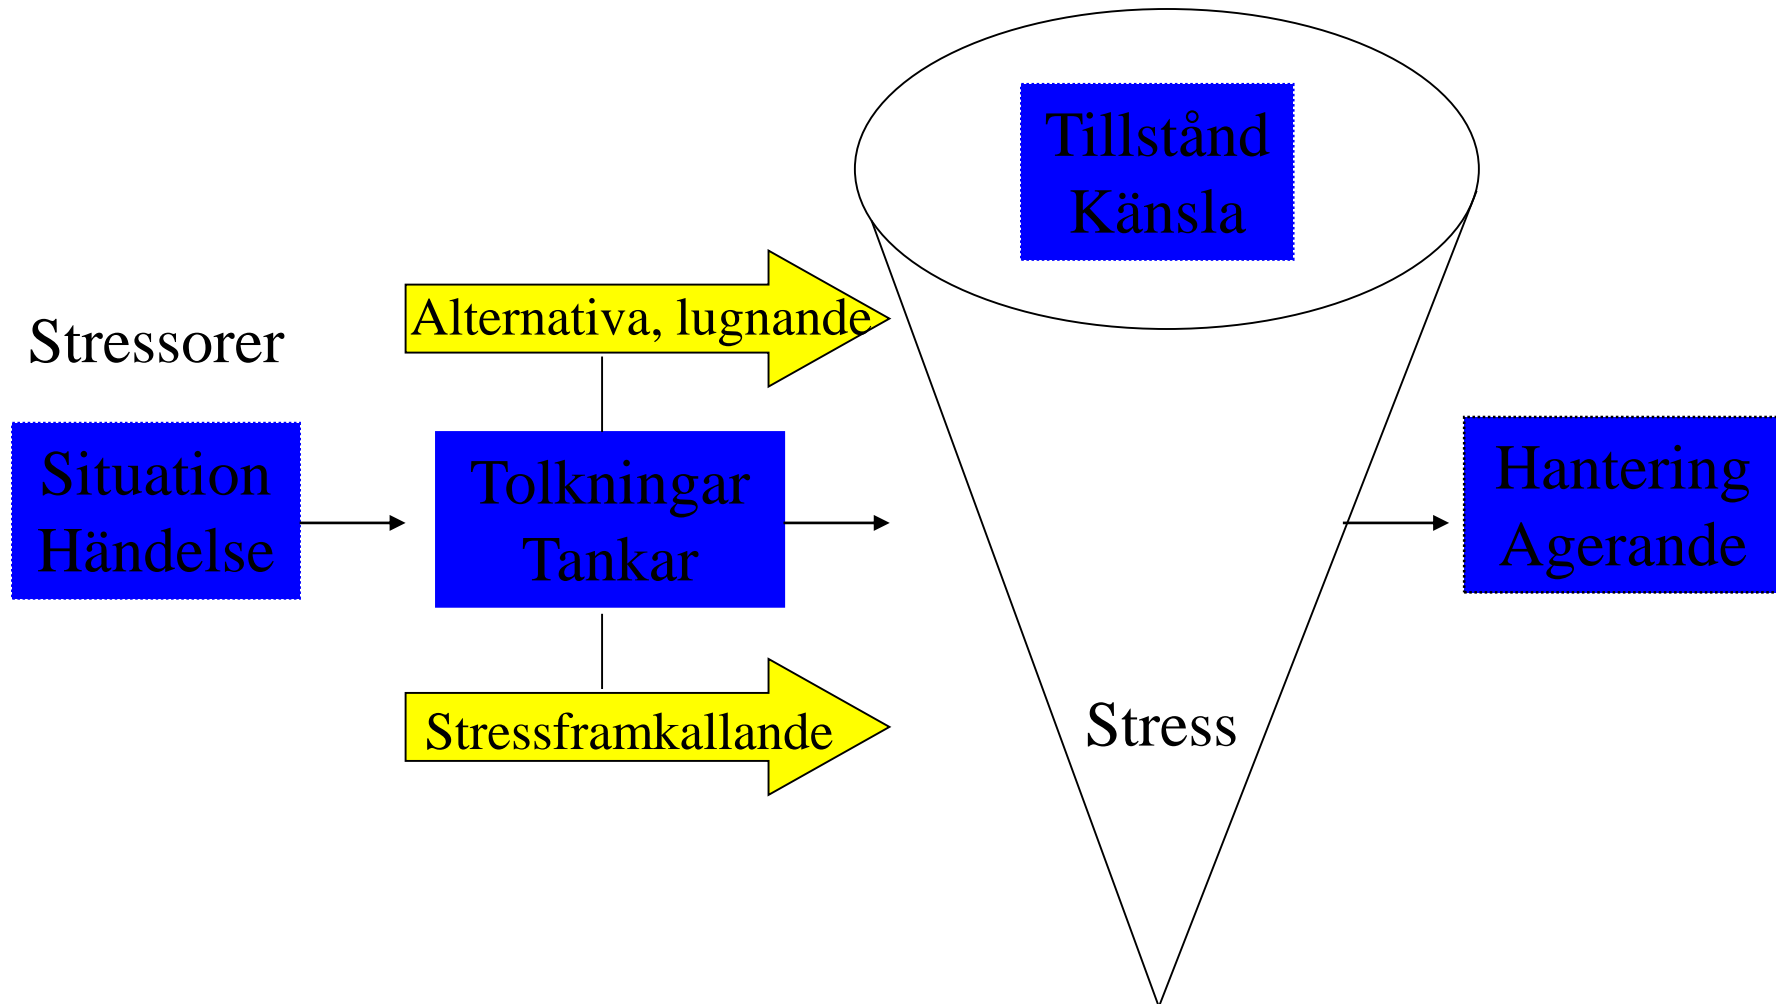 Stressorer
Situation
Händelse
Alternativa, lugnande
Tolkningar
Tankar
Stressframkallande
Tillstånd
Känsla
Stress
Hantering
Agerande